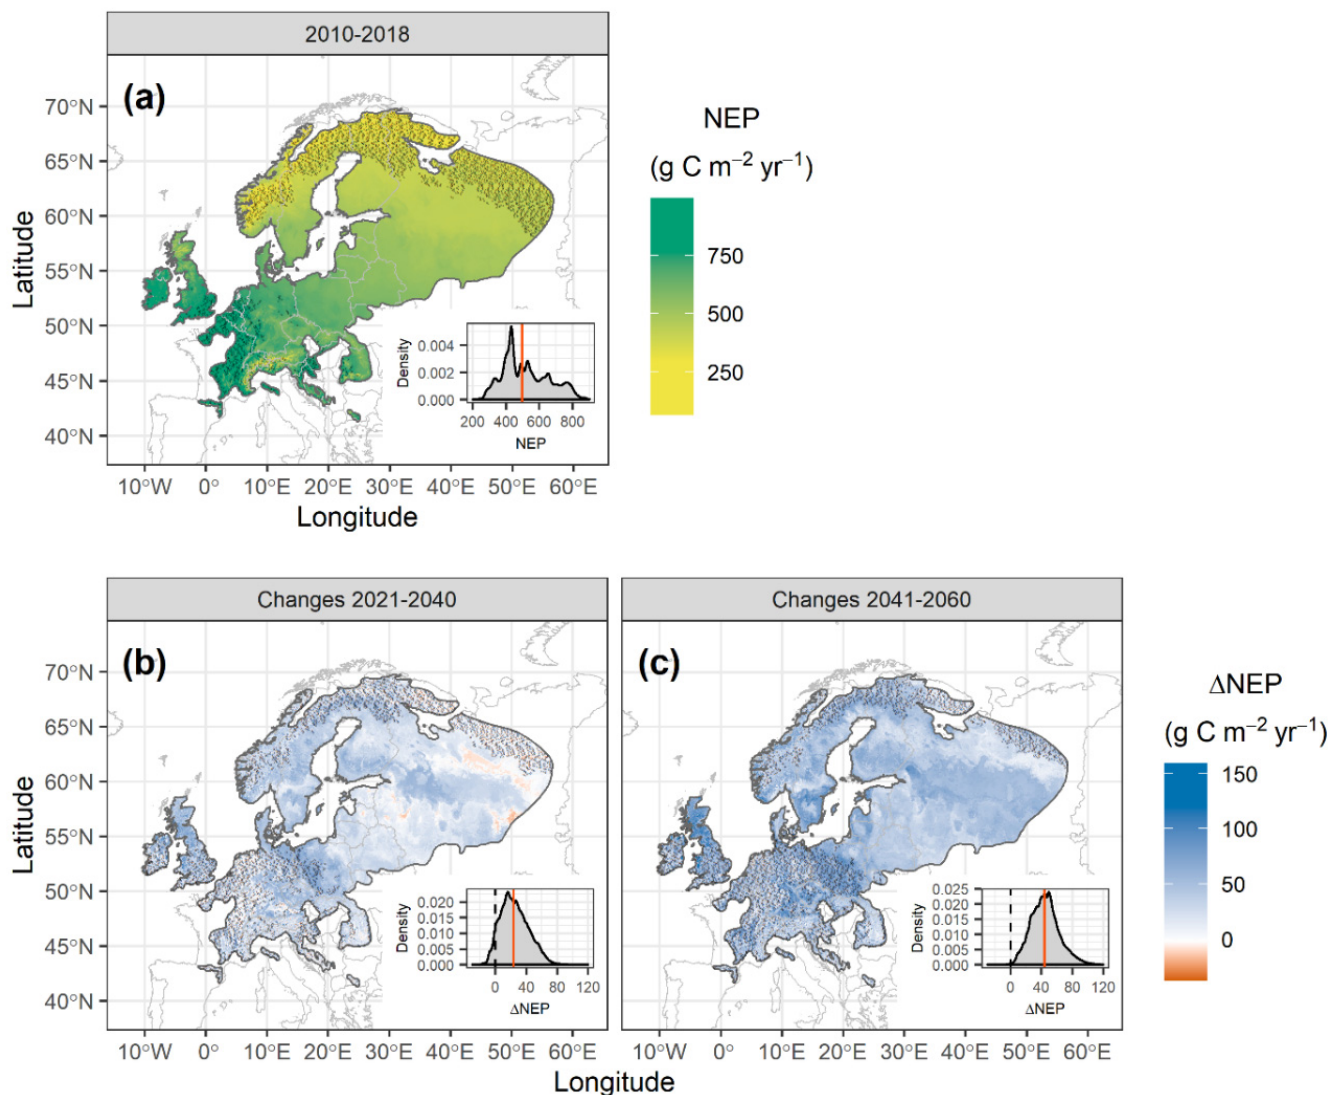 2010-2018
(a)
70°N
65°N
60°N
55°N
50°N
45°N
40°N
Latitude
10°W 0° 10°E 20°E 30°E 40°E 50°E 60°E
Longitude
Density
0.004
0.002
0.000
200 400 600 800
NEP
NEP
(g C m⁻² yr⁻¹)
750
500
250
Changes 2021-2040
(b)
70°N
65°N
60°N
55°N
50°N
45°N
40°N
Latitude
10°W 0° 10°E 20°E 30°E 40°E 50°E 60°E
Density
0.020
0.015
0.010
0.005
0.000
0 40 80 120
ΔNEP
Changes 2041-2060
(c)
10°W 0° 10°E 20°E 30°E 40°E 50°E 60°E
Density
0.025
0.020
0.015
0.010
0.005
0.000
0 40 80 120
ΔNEP
Longitude
ΔNEP
(g C m⁻² yr⁻¹)
150
100
50
0